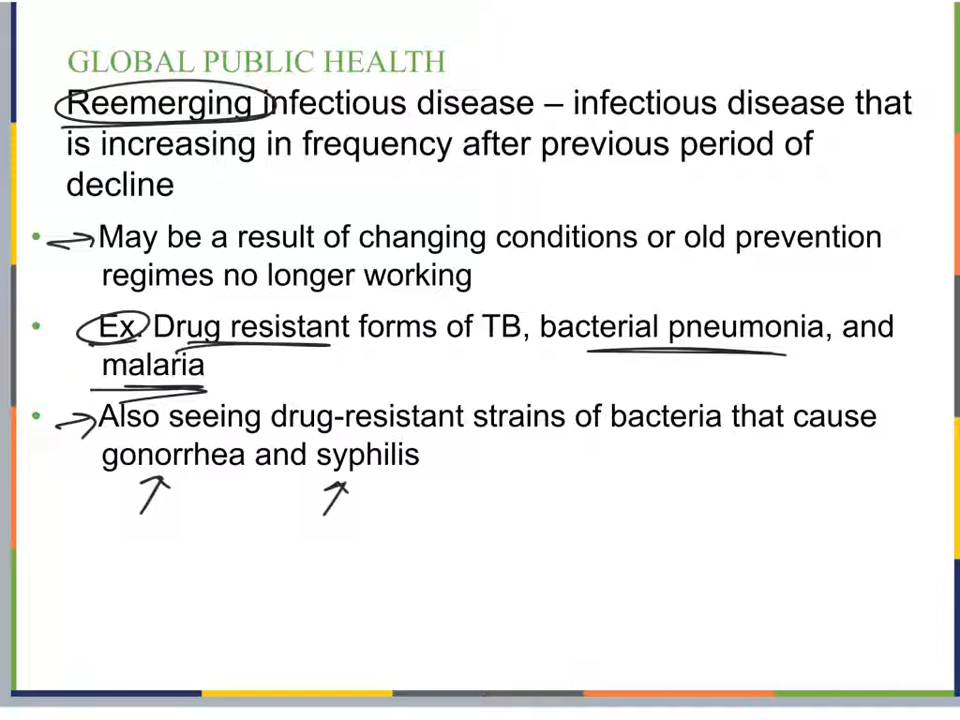 GLOBAL PUBLIC HEALTH
Reemerging infectious disease – infectious disease that
is increasing in frequency after previous period of
decline
• May be a result of changing conditions or old prevention
regimes no longer working
• Ex. Drug resistant forms of TB, bacterial pneumonia, and
malaria
• Also seeing drug-resistant strains of bacteria that cause
gonorrhea and syphilis